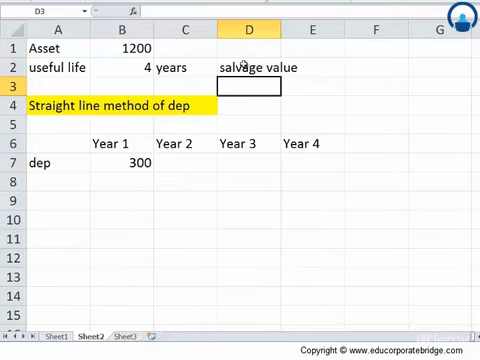 D3 fx
A B C D E F G
1 Asset 1200
2 useful life 4 years salvage value
3
4 Straight line method of dep
5
6 Year 1 Year 2 Year 3 Year 4
7 dep 300
8
9
10
11
12
13
14
15
Sheet1 Sheet2 Sheet3
Copyright © www.educorporatebridge.com